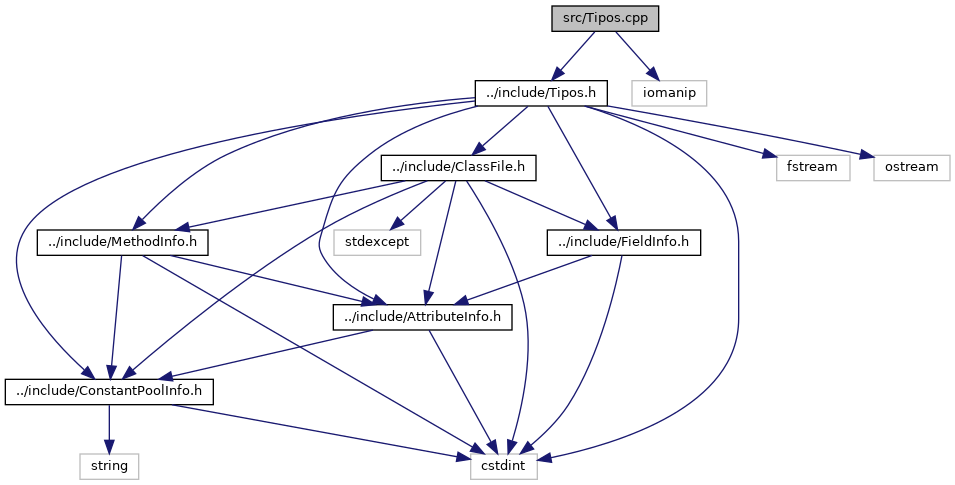 src/Tipos.cpp
../include/Tipos.h
iomanip
../include/ClassFile.h
fstream
ostream
../include/MethodInfo.h
stdexcept
../include/FieldInfo.h
../include/AttributeInfo.h
../include/ConstantPoolInfo.h
string
cstdint